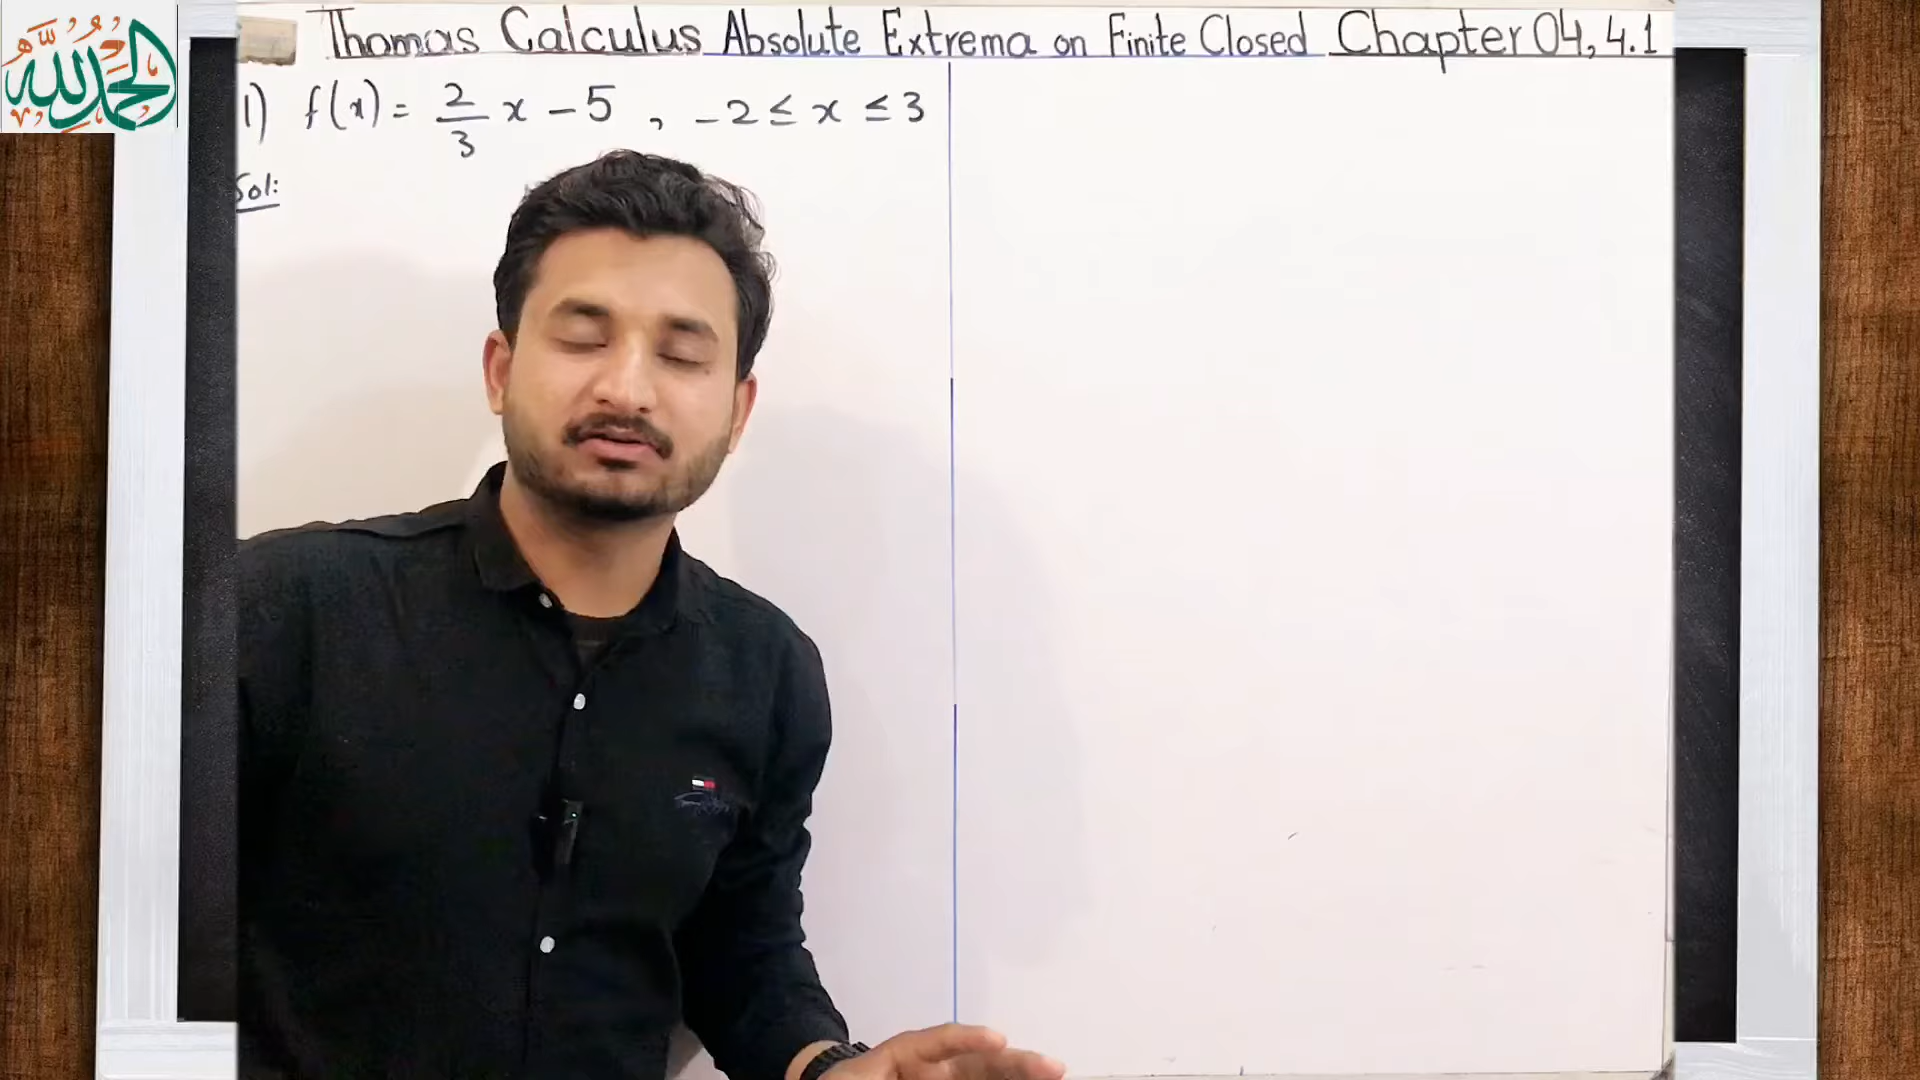 الحمد لله
Thomas Calculus Absolute Extrema on Finite Closed Chapter 04, 4.1
1) f(x) = 2/3 x - 5 , -2 ≤ x ≤ 3
Sol: